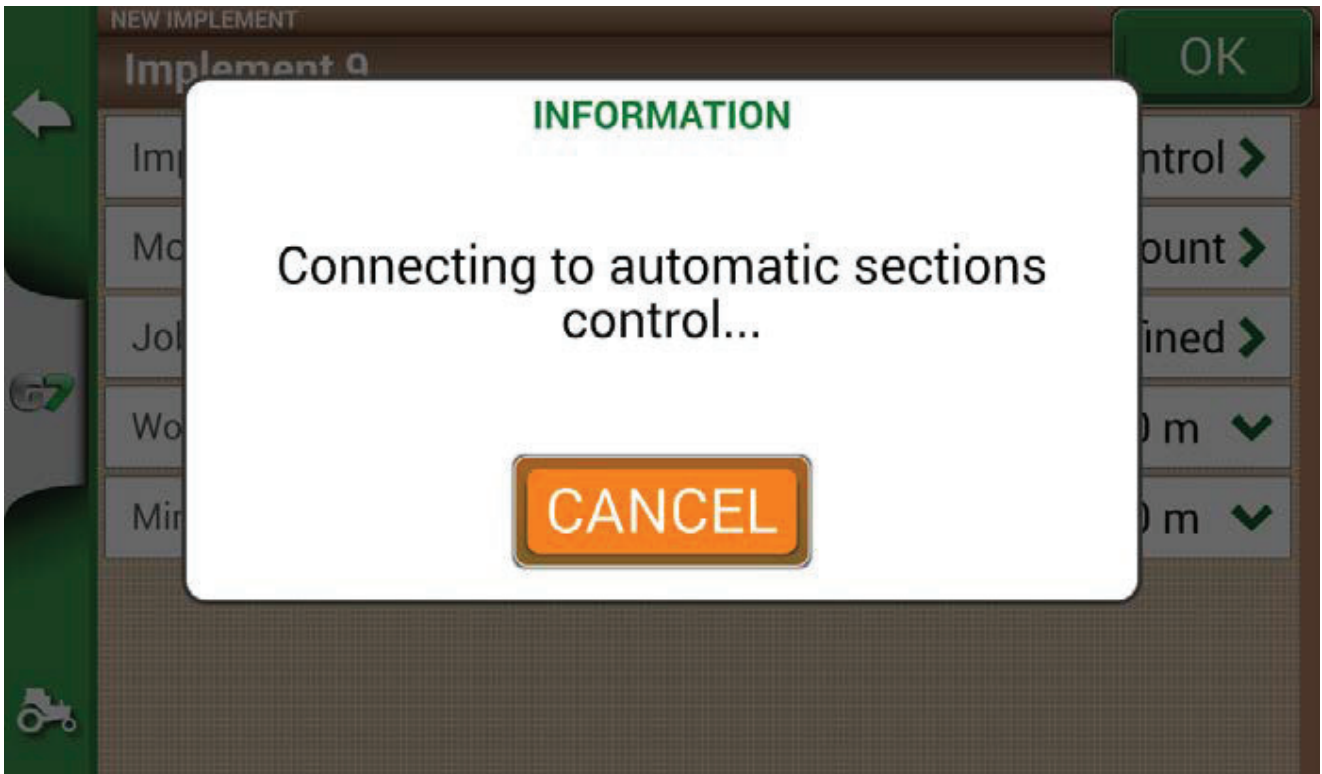 NEW IMPLEMENT
Implement 9
OK
INFORMATION
Connecting to automatic sections
control...
CANCEL